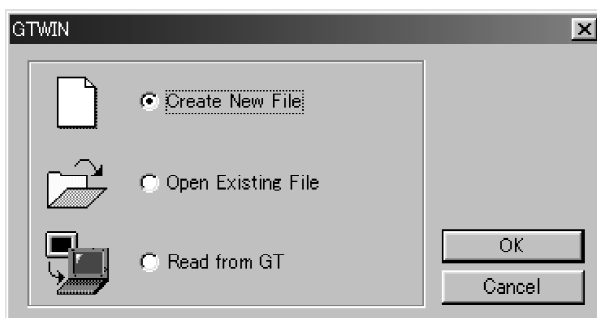 GTWIN
Create New File
Open Existing File
Read from GT
OK
Cancel